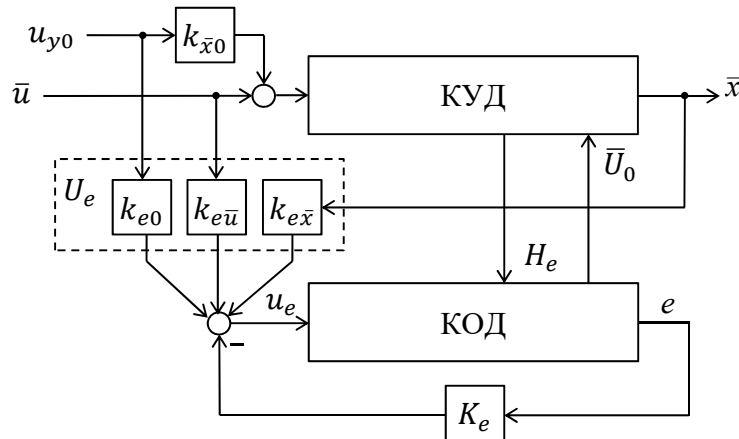 u_{y0}
k_{x̄0}
ū
КУД
x̄
U_e
k_{e0}
k_{eū}
k_{ex̄}
Ū_0
H_e
u_e
КОД
e
–
K_e